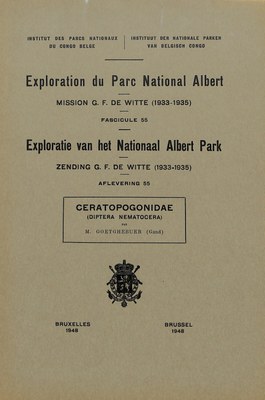 INSTITUT DES PARCS NATIONAUX
DU CONGO BELGE
INSTITUUT DER NATIONALE PARKEN
VAN BELGISCH CONGO
Exploration du Parc National Albert
MISSION G. F. DE WITTE (1933-1935)
FASCICULE 55
Exploratie van het Nationaal Albert Park
ZENDING G. F. DE WITTE (1933-1935)
AFLEVERING 55
CERATOPOGONIDAE
(DIPTERA NEMATOCERA)
PAR
M. GOETGHEBUER (Gand)
BRUXELLES
1948
BRUSSEL
1948